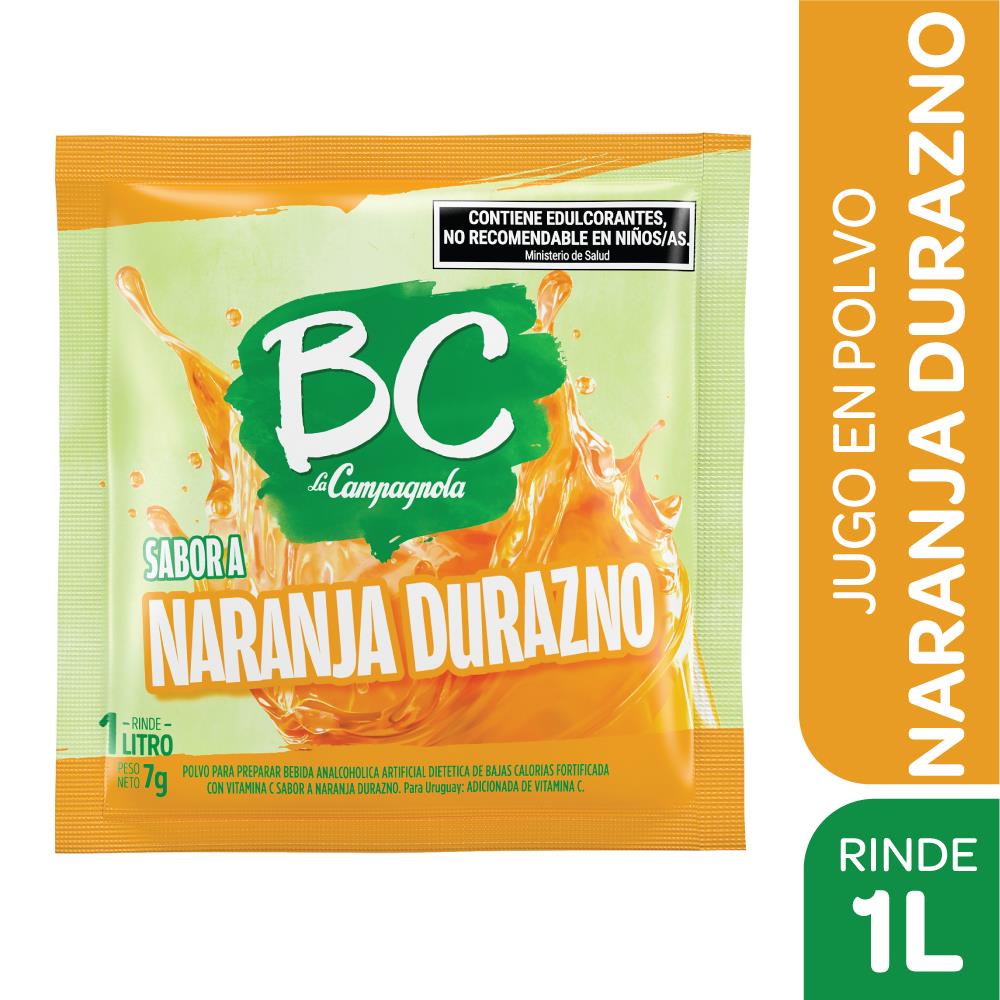 CONTIENE EDULCORANTES,
NO RECOMENDABLE EN NIÑOS/AS.
Ministerio de Salud
BC
La Campagnola
SABOR A
NARANJA DURAZNO
1 - RINDE -
LITRO
PESO
NETO 7g
POLVO PARA PREPARAR BEBIDA ANALCOHOLICA ARTIFICIAL DIETETICA DE BAJAS CALORIAS FORTIFICADA
CON VITAMINA C SABOR A NARANJA DURAZNO. Para Uruguay: ADICIONADA DE VITAMINA C.
JUGO EN POLVO
NARANJA DURAZNO
RINDE
1L